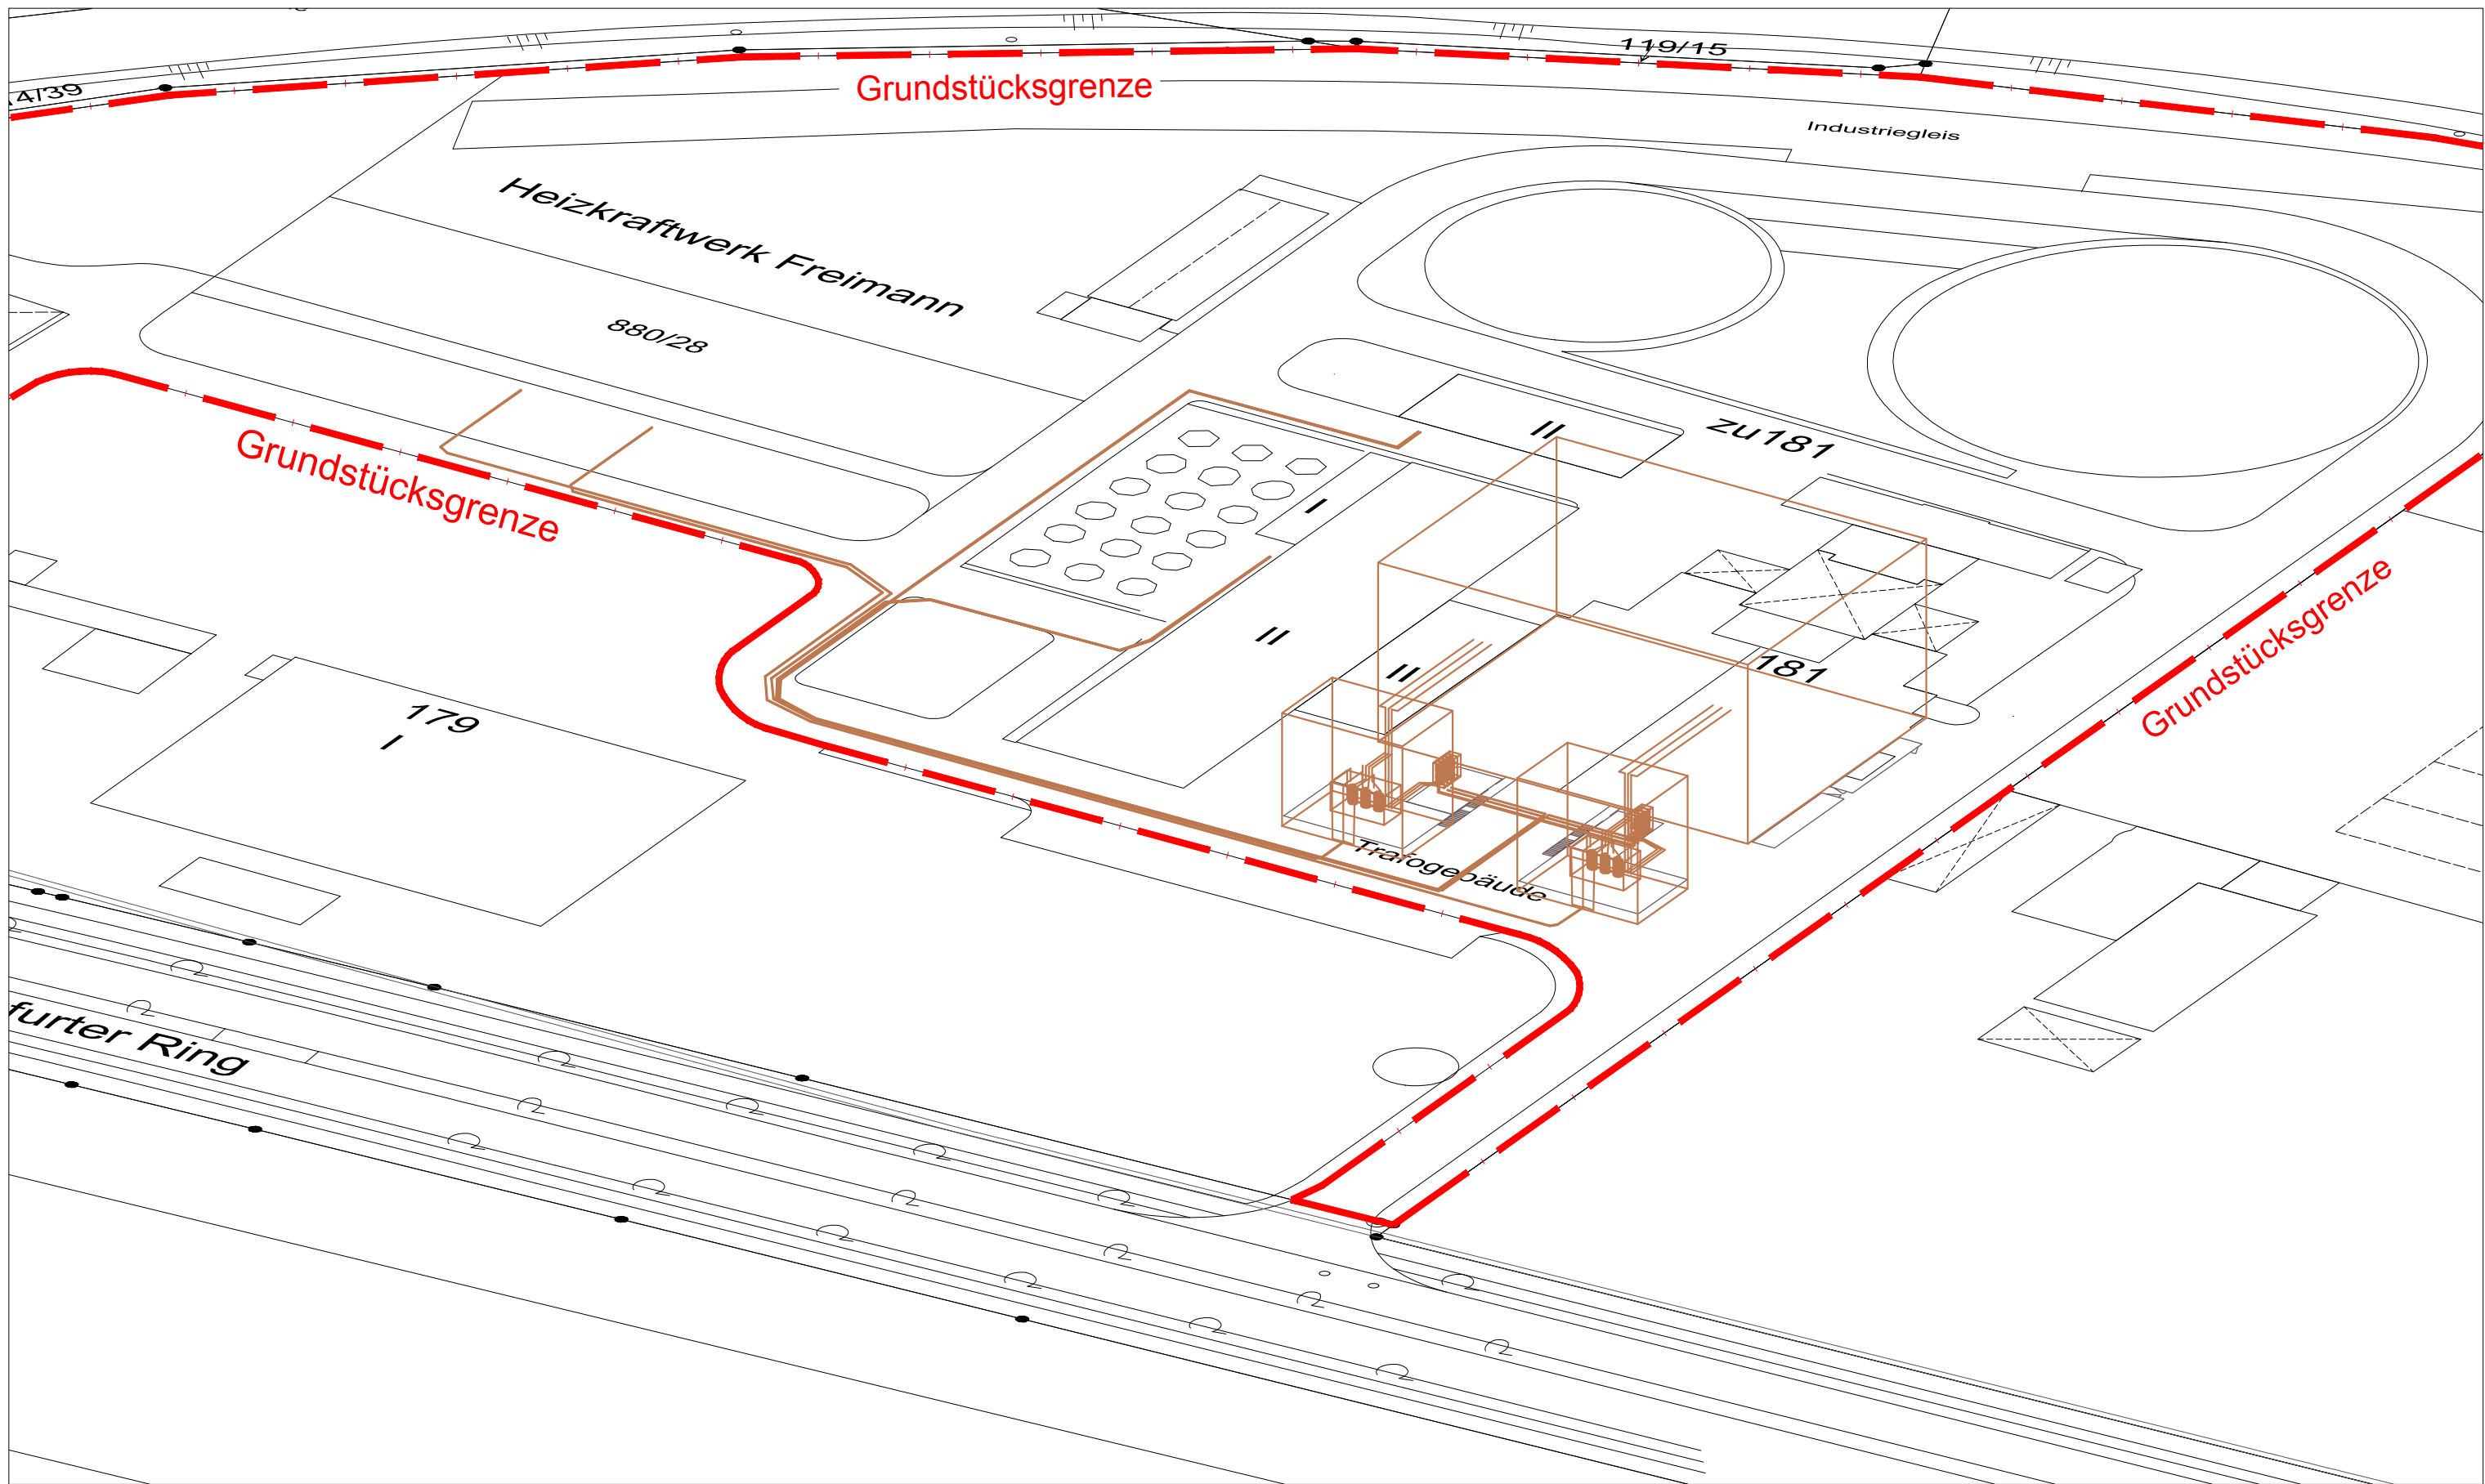 119/15
14/39
Grundstücksgrenze
Industriegleis
Heizkraftwerk Freimann
880/28
II
zu181
Grundstücksgrenze
I
Grundstücksgrenze
II
II
181
179
I
Trafogebäude
furter Ring